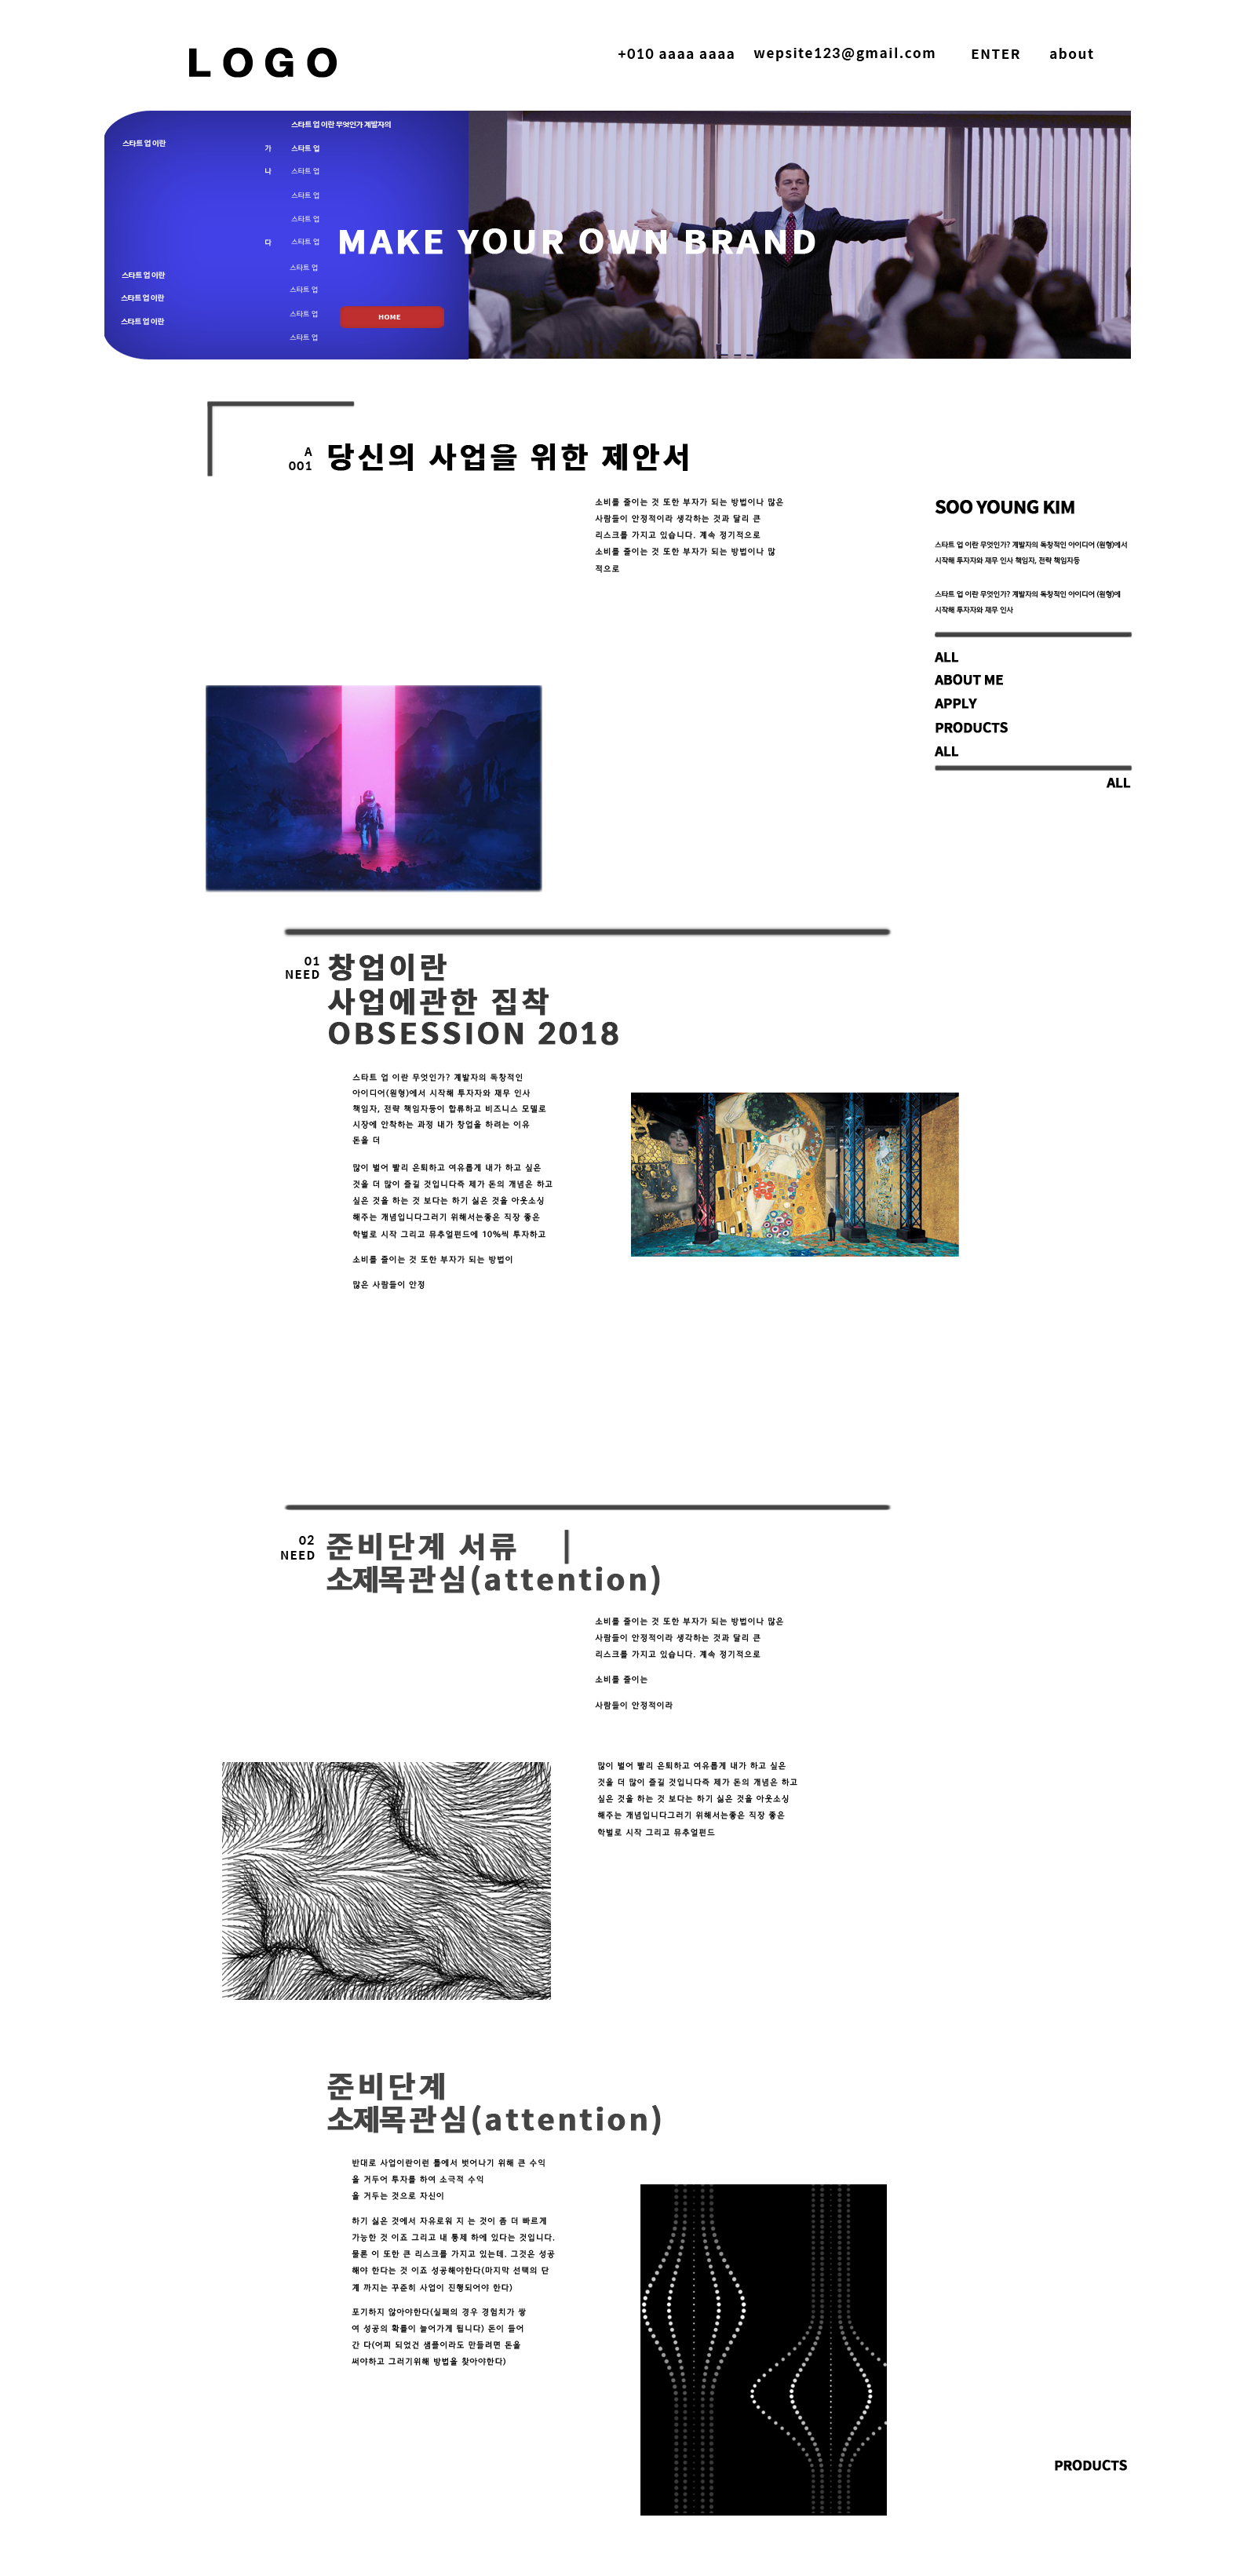 LOGO
+010 aaaa aaaa
wepsite123@gmail.com
ENTER
about
스타트 업 이란
스타트 업 이란
스타트 업 이란
스타트 업 이란
가
나
다
스타트 업 이란 무엇인가 계발자의
스타트 업
스타트 업
스타트 업
스타트 업
스타트 업
스타트 업
스타트 업
스타트 업
스타트 업
MAKE YOUR OWN BRAND
HOME
A
001
당신의 사업을 위한 제안서
소비를 줄이는 것 또한 부자가 되는 방법이나 많은
사람들이 안정적이라 생각하는 것과 달리 큰
리스크를 가지고 있습니다. 계속 정기적으로
소비를 줄이는 것 또한 부자가 되는 방법이나 많
적으로
SOO YOUNG KIM
스타트 업 이란 무엇인가? 계발자의 독창적인 아이디어 (원형)에서
시작해 투자자와 재무 인사 책임자, 전략 책임자등
스타트 업 이란 무엇인가? 계발자의 독창적인 아이디어 (원형)에
시작해 투자자와 재무 인사
ALL
ABOUT ME
APPLY
PRODUCTS
ALL
ALL
01
NEED
창업이란
사업에관한 집착
OBSESSION 2018
스타트 업 이란 무엇인가? 계발자의 독창적인
아이디어(원형)에서 시작해 투자자와 재무 인사
책임자, 전략 책임자등이 합류하고 비즈니스 모델로
시장에 안착하는 과정 내가 창업을 하려는 이유
돈을 더
많이 벌어 빨리 은퇴하고 여유롭게 내가 하고 싶은
것을 더 많이 즐길 것입니다즉 제가 돈의 개념은 하고
싶은 것을 하는 것 보다는 하기 싫은 것을 아웃소싱
해주는 개념입니다그러기 위해서는좋은 직장 좋은
학벌로 시작 그리고 뮤추얼펀드에 10%씩 투자하고
소비를 줄이는 것 또한 부자가 되는 방법이
많은 사람들이 안정
02
NEED
준비단계 서류 |
소제목관심(attention)
소비를 줄이는 것 또한 부자가 되는 방법이나 많은
사람들이 안정적이라 생각하는 것과 달리 큰
리스크를 가지고 있습니다. 계속 정기적으로
소비를 줄이는
사람들이 안정적이라
많이 벌어 빨리 은퇴하고 여유롭게 내가 하고 싶은
것을 더 많이 즐길 것입니다즉 제가 돈의 개념은 하고
싶은 것을 하는 것 보다는 하기 싫은 것을 아웃소싱
해주는 개념입니다그러기 위해서는좋은 직장 좋은
학벌로 시작 그리고 뮤추얼펀드
준비단계
소제목관심(attention)
반대로 사업이란이런 틀에서 벗어나기 위해 큰 수익
을 거두어 투자를 하여 소극적 수익
을 거두는 것으로 자신이
하기 싫은 것에서 자유로워 지 는 것이 좀 더 빠르게
가능한 것 이죠 그리고 내 통제 하에 있다는 것입니다.
물론 이 또한 큰 리스크를 가지고 있는데. 그것은 성공
해야 한다는 것 이죠 성공해야한다(마지막 선택의 단
계 까지는 꾸준히 사업이 진행되어야 한다)
포기하지 않아야한다(실패의 경우 경험치가 쌓
여 성공의 확률이 늘어가게 됩니다) 돈이 들어
간 다(어찌 되었건 샘플이라도 만들려면 돈을
써야하고 그러기위해 방법을 찾아야한다)
PRODUCTS